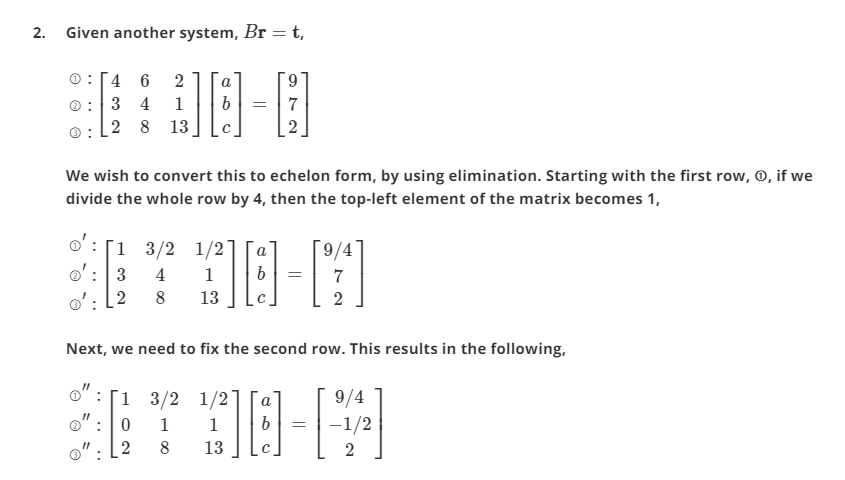 2. Given another system, Br = t,
①: [4 6 2] [a] [9]
②: [3 4 1] [b] = [7]
③: [2 8 13] [c] [2]
We wish to convert this to echelon form, by using elimination. Starting with the first row, ①, if we
divide the whole row by 4, then the top-left element of the matrix becomes 1,
①′: [1 3/2 1/2] [a] [9/4]
②′: [3 4 1] [b] = [7]
③′: [2 8 13] [c] [2]
Next, we need to fix the second row. This results in the following,
①″: [1 3/2 1/2] [a] [9/4]
②″: [0 1 1] [b] = [−1/2]
③″: [2 8 13] [c] [2]